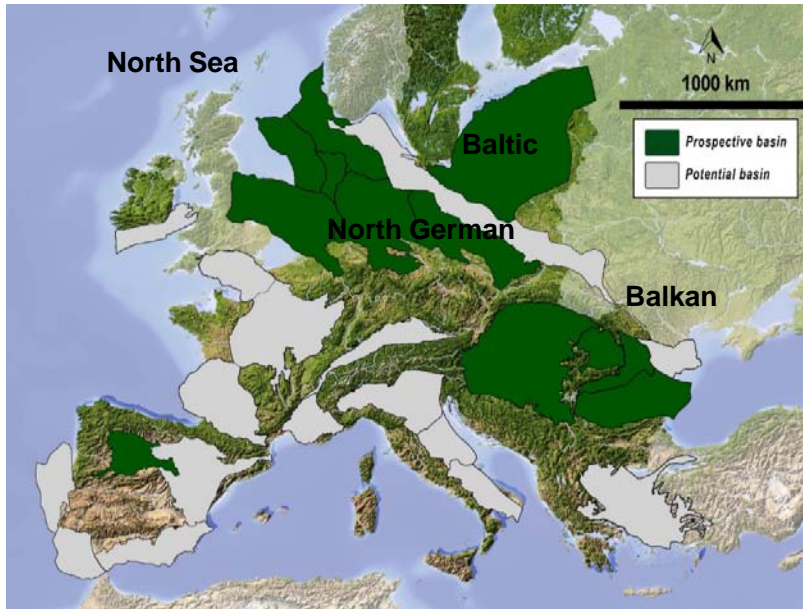 North Sea
N
1000 km
Prospective basin
Potential basin
Baltic
North German
Balkan